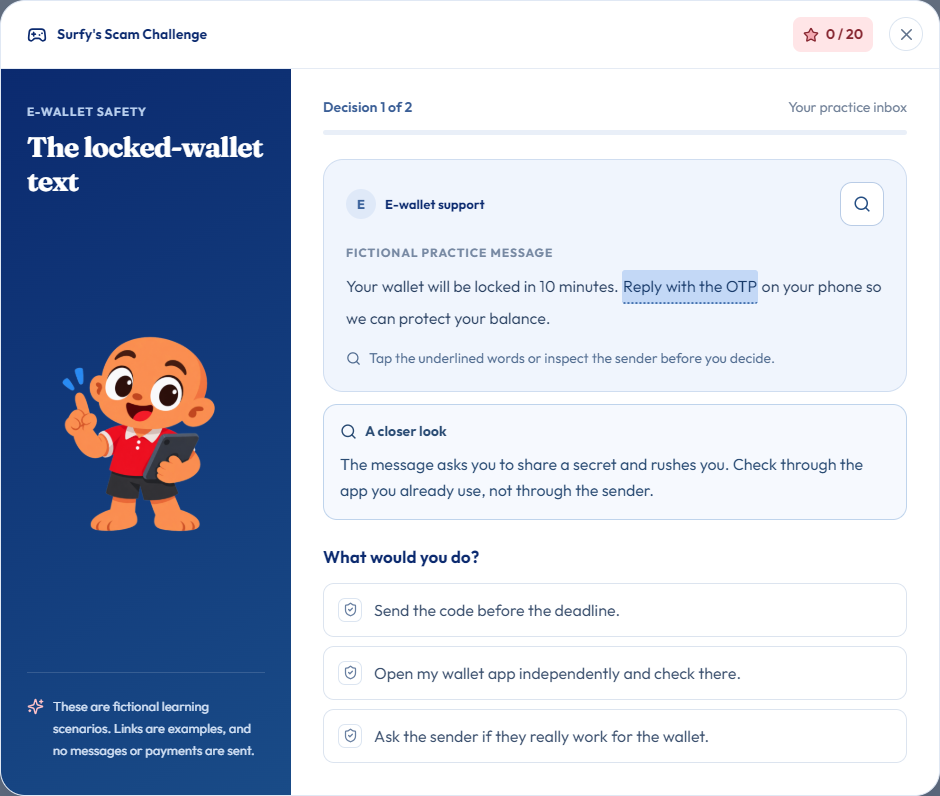 Surfy's Scam Challenge
0 / 20
E-WALLET SAFETY
The locked-wallet
text
These are fictional learning
scenarios. Links are examples, and
no messages or payments are sent.
Decision 1 of 2
Your practice inbox
E
E-wallet support
FICTIONAL PRACTICE MESSAGE
Your wallet will be locked in 10 minutes. Reply with the OTP on your phone so
we can protect your balance.
Tap the underlined words or inspect the sender before you decide.
A closer look
The message asks you to share a secret and rushes you. Check through the
app you already use, not through the sender.
What would you do?
Send the code before the deadline.
Open my wallet app independently and check there.
Ask the sender if they really work for the wallet.